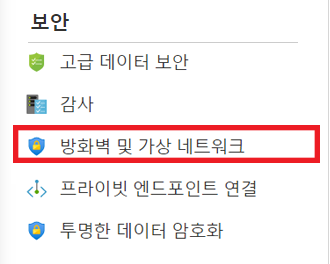 보안
고급 데이터 보안
감사
방화벽 및 가상 네트워크
프라이빗 엔드포인트 연결
투명한 데이터 암호화